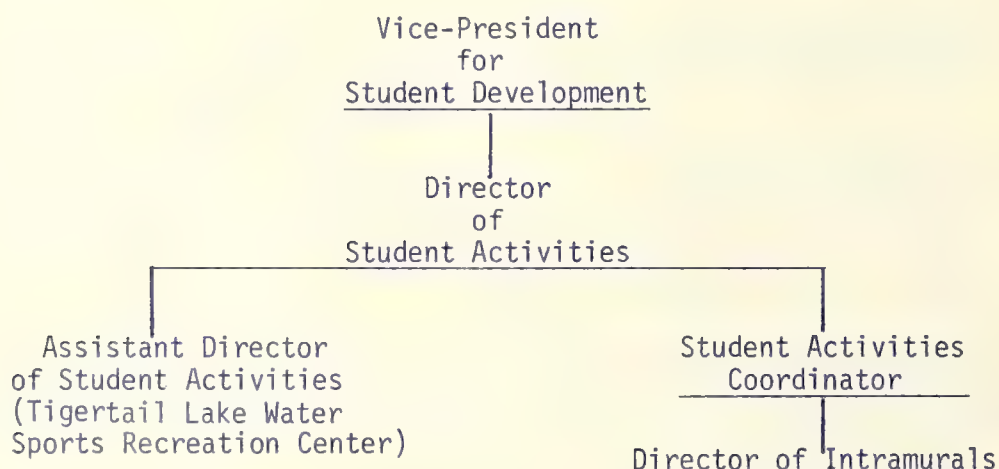 Vice-President
for
Student Development
Director
of
Student Activities
Assistant Director
of Student Activities
(Tigertail Lake Water
Sports Recreation Center)
Student Activities
Coordinator
Director of Intramurals